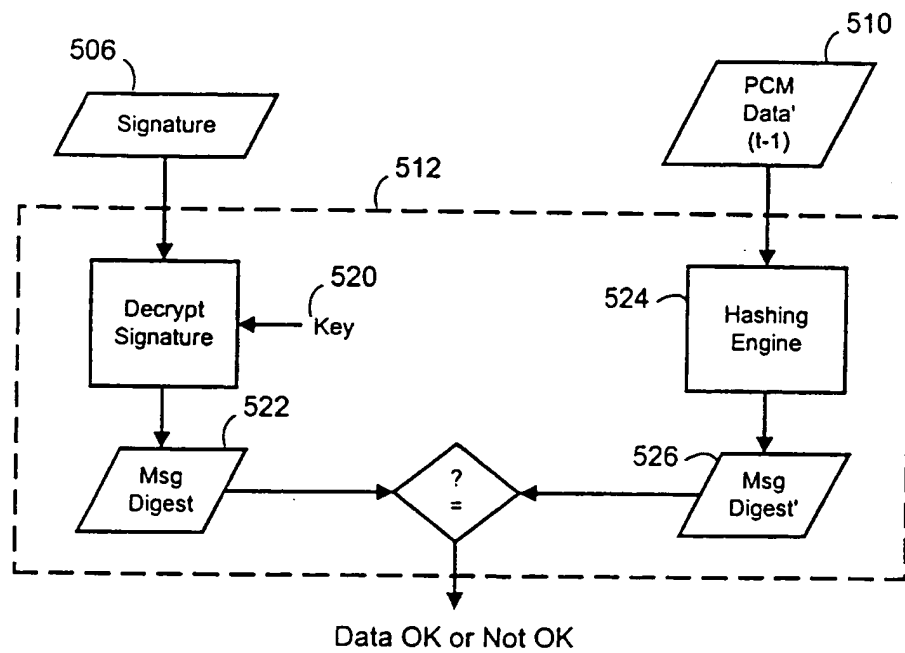 506
Signature
510
PCM
Data'
(t-1)
512
Decrypt
Signature
520
Key
524
Hashing
Engine
522
Msg
Digest
?
=
526
Msg
Digest'
Data OK or Not OK